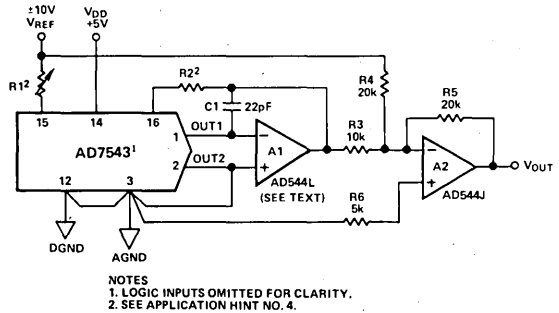 ±10V
VREF
VDD
+5V
R1²
R2²
C1
22pF
R4
20k
R5
20k
R3
10k
15
14
16
1
OUT1
AD7543¹
2
OUT2
12
3
−
+
A1
AD544L
(SEE TEXT)
−
+
A2
AD544J
VOUT
R6
5k
DGND
AGND
NOTES
1. LOGIC INPUTS OMITTED FOR CLARITY.
2. SEE APPLICATION HINT NO. 4.